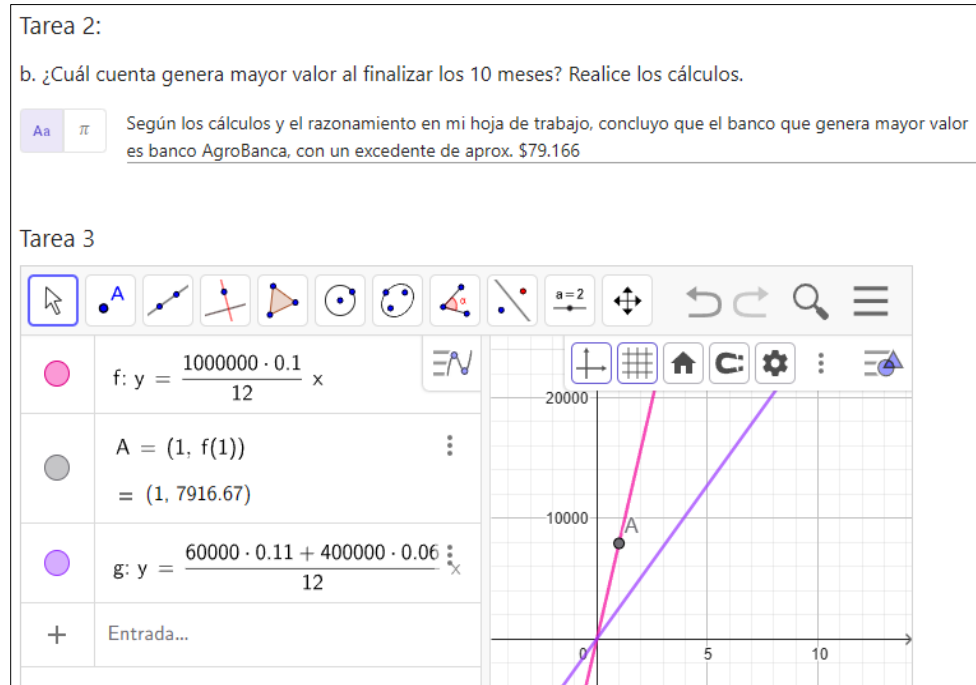 Tarea 2:
b. ¿Cuál cuenta genera mayor valor al finalizar los 10 meses? Realice los cálculos.
Aa π Según los cálculos y el razonamiento en mi hoja de trabajo, concluyo que el banco que genera mayor valor
es banco AgroBanca, con un excedente de aprox. $79.166
Tarea 3
A
α
a=2
f: y = 1000000 · 0.1 / 12 x
A = (1, f(1))
= (1, 7916.67)
g: y = 60000 · 0.11 + 400000 · 0.06 / 12 x
+ Entrada...
20000
10000
A
0 5 10